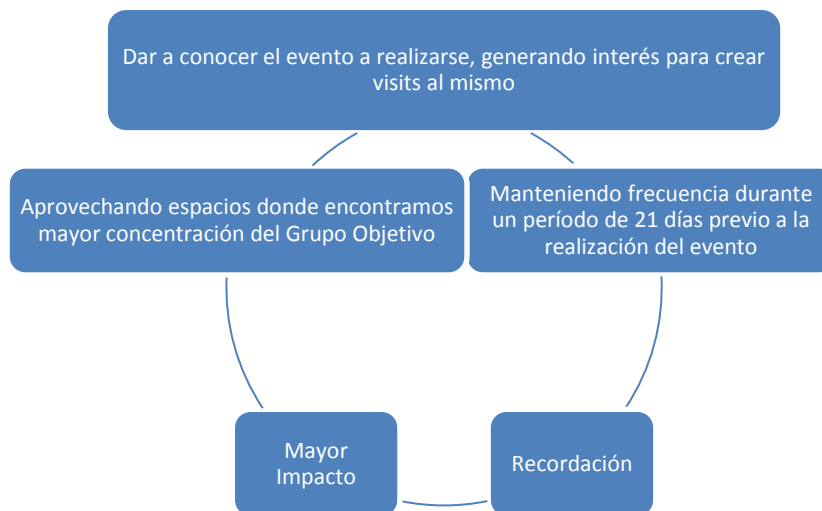 Dar a conocer el evento a realizarse, generando interés para crear
visits al mismo
Aprovechando espacios donde encontramos
mayor concentración del Grupo Objetivo
Manteniendo frecuencia durante
un período de 21 días previo a la
realización del evento
Mayor
Impacto
Recordación